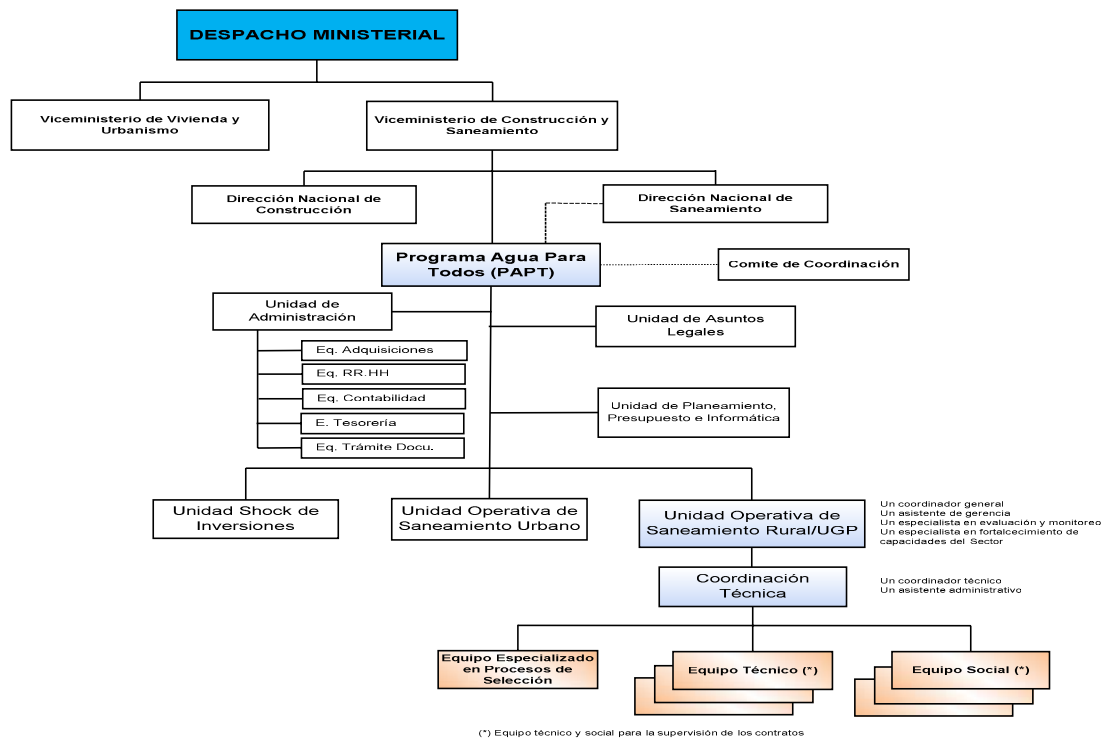 DESPACHO MINISTERIAL
Viceministerio de Vivienda y
Urbanismo
Viceministerio de Construcción y
Saneamiento
Dirección Nacional de
Construcción
Dirección Nacional de
Saneamiento
Programa Agua Para
Todos (PAPT)
Comite de Coordinación
Unidad de
Administración
Unidad de Asuntos
Legales
Eq. Adquisiciones
Eq. RR.HH
Eq. Contabilidad
E. Tesorería
Eq. Trámite Docu.
Unidad de Planeamiento,
Presupuesto e Informática
Unidad Shock de
Inversiones
Unidad Operativa de
Saneamiento Urbano
Unidad Operativa de
Saneamiento Rural/UGP
Un coordinador general
Un asistente de gerencia
Un especialista en evaluación y monitoreo
Un especialista en fortalcecimiento de
capacidades del Sector
Coordinación
Técnica
Un coordinador técnico
Un asistente administrativo
Equipo Especializado
en Procesos de
Selección
Equipo Técnico (*)
Equipo Social (*)
(*) Equipo técnico y social para la supervisión de los contratos